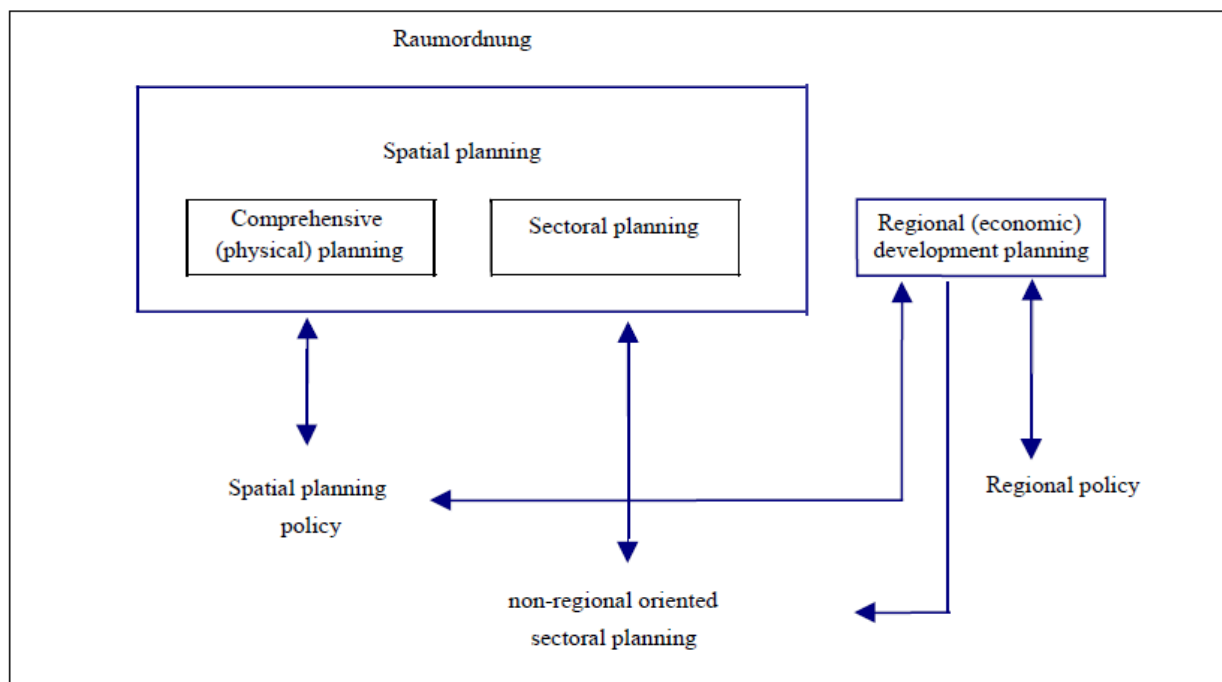 Raumordnung
Spatial planning
Comprehensive
(physical) planning
Sectoral planning
Regional (economic)
development planning
Spatial planning
policy
Regional policy
non-regional oriented
sectoral planning